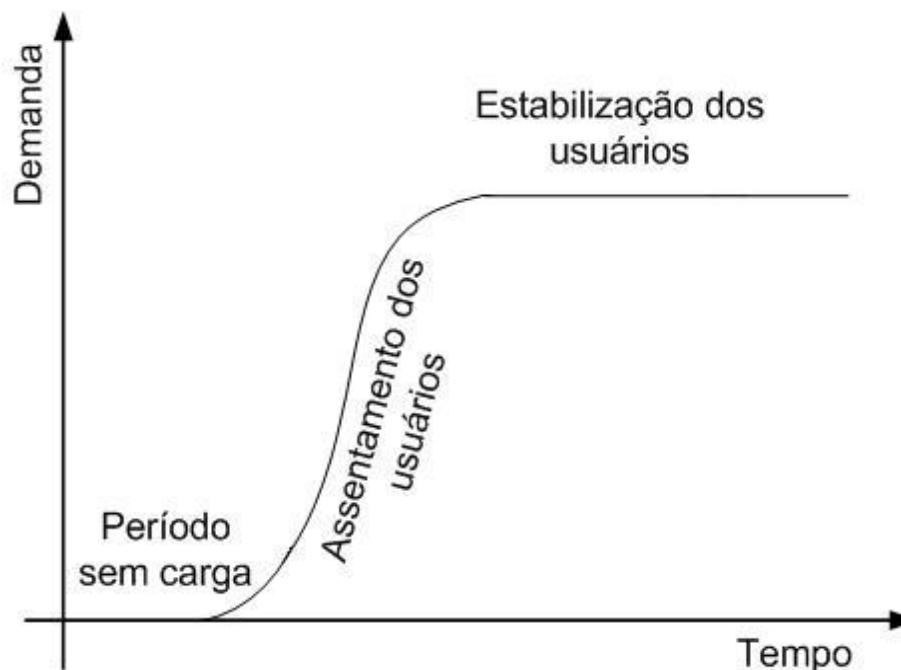 Demanda
Estabilização dos
usuários
Assentamento dos
usuários
Período
sem carga
Tempo